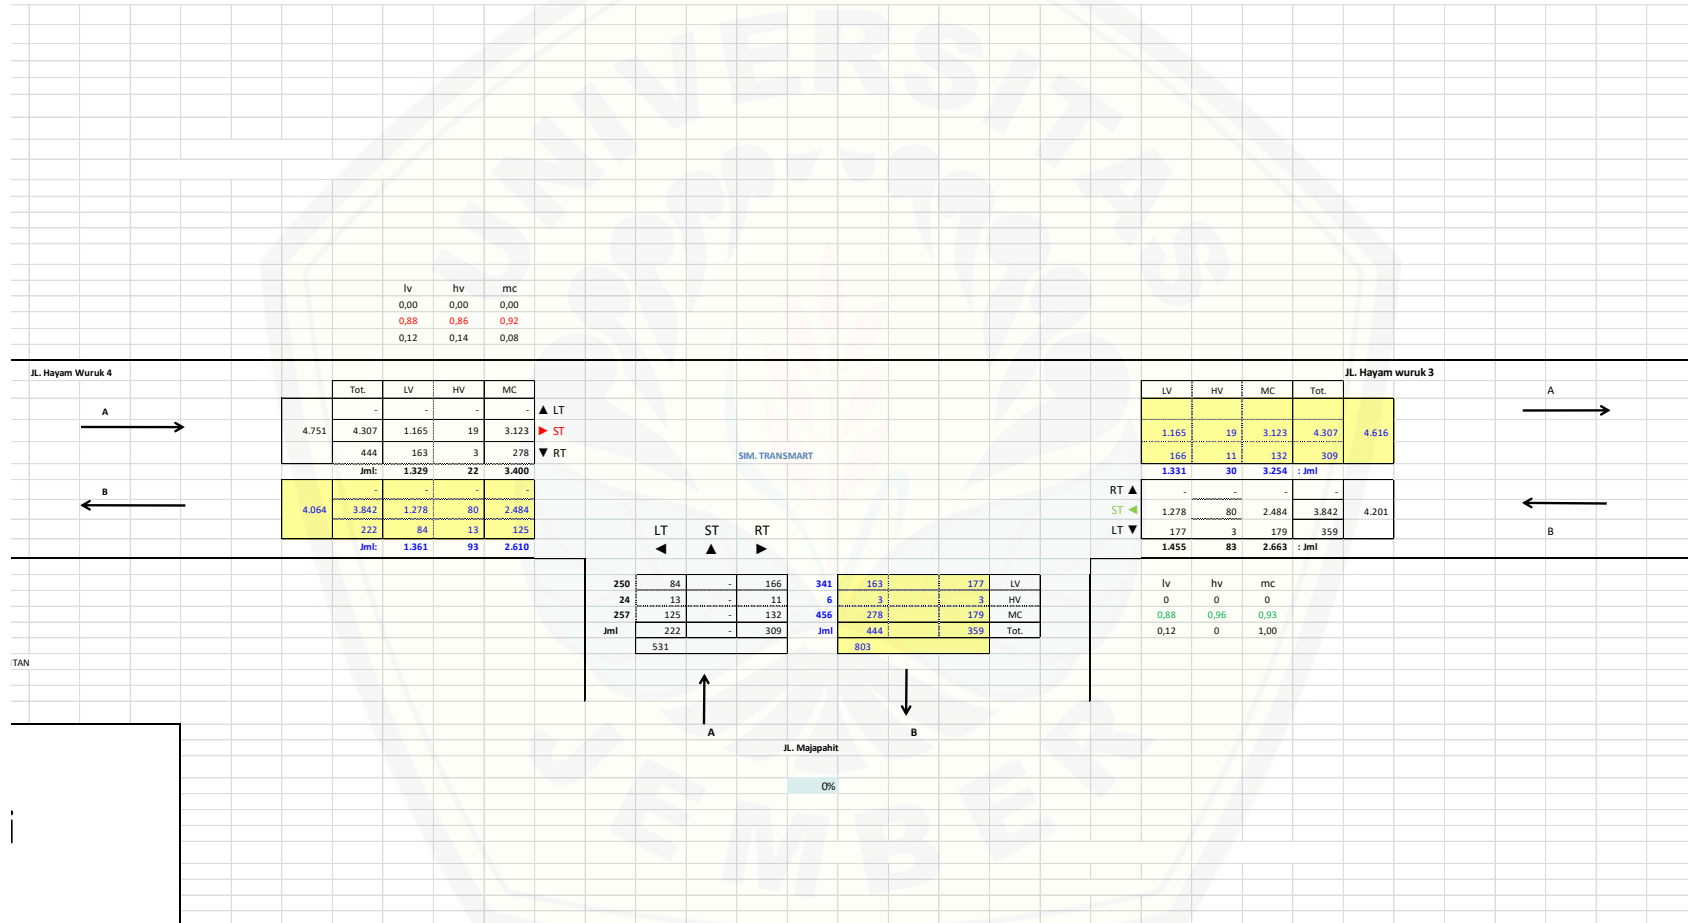 UNIVERSITAS
lv hv mc
0,00 0,00 0,00
0,88 0,86 0,92
0,12 0,14 0,08
JL. Hayam Wuruk 4
JL. Hayam wuruk 3
Tot. LV HV MC
- - - - ▲ LT
4.751 4.307 1.165 19 3.123 ► ST
444 163 3 278 ▼ RT
Jml: 1.329 22 3.400
A
LV HV MC Tot.
1.165 19 3.123 4.307 4.616
166 11 132 309
1.331 30 3.254 : Jml
A
SIM. TRANSMART
B
- - - -
4.064 3.842 1.278 80 2.484
222 84 13 125
Jml: 1.361 93 2.610
RT ▲ - - - -
ST ◄ 1.278 80 2.484 3.842 4.201
LT ▼ 177 3 179 359
1.455 83 2.663 : Jml
B
LT ST RT
◄ ▲ ►
250 84 - 166
24 13 - 11
257 125 - 132
Jml 222 - 309
531
341 163 177 LV
6 3 3 HV
456 278 179 MC
Jml 444 359 Tot.
803
lv hv mc
0 0 0
0,88 0,96 0,93
0,12 0 1,00
TAN
A
B
JL. Majapahit
0%
JEMBER